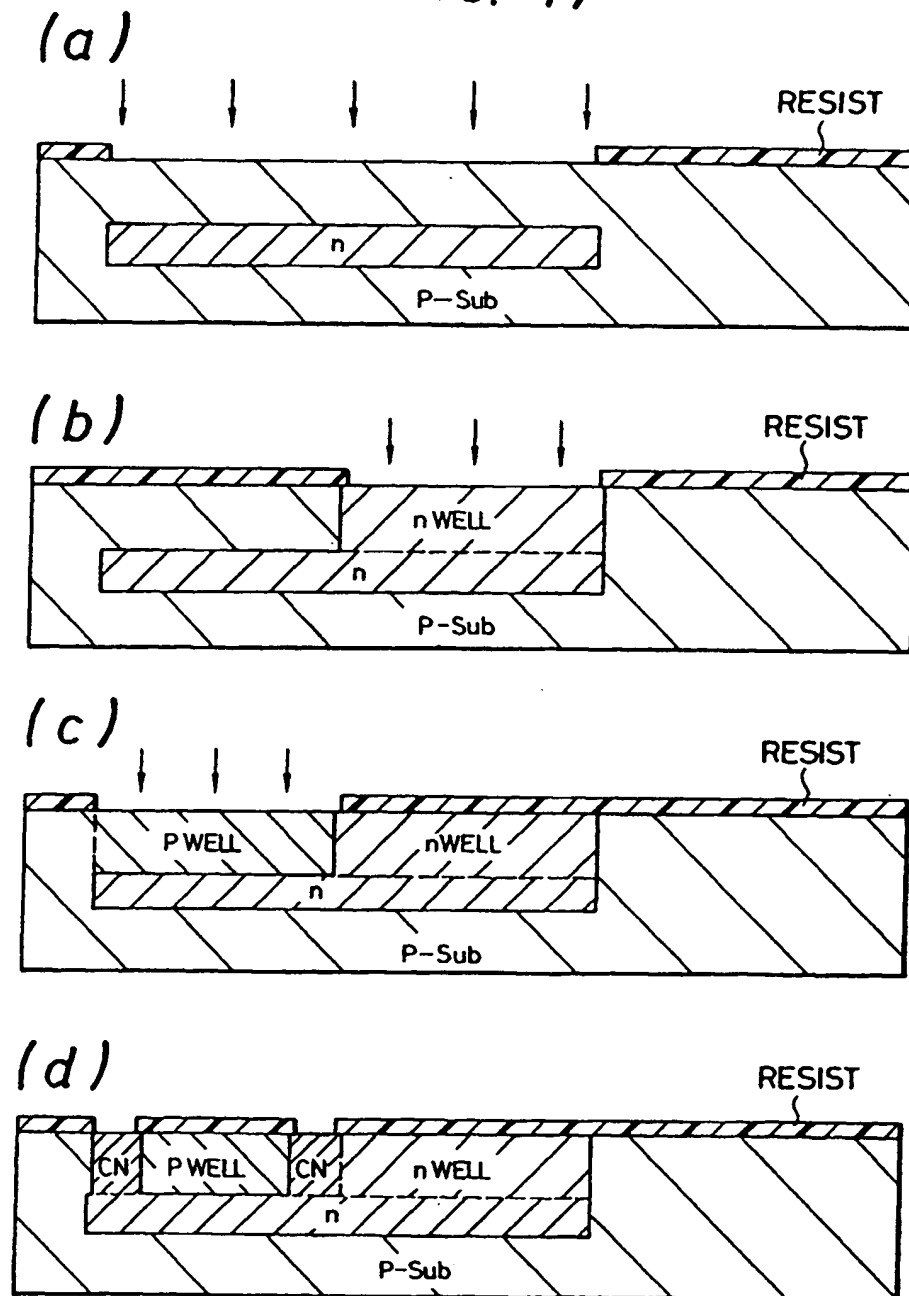 (a)
RESIST
n
P-Sub
(b)
RESIST
n WELL
n
P-Sub
(c)
RESIST
P WELL
nWELL
n
P-Sub
(d)
RESIST
CN
P WELL
CN
n WELL
n
P-Sub